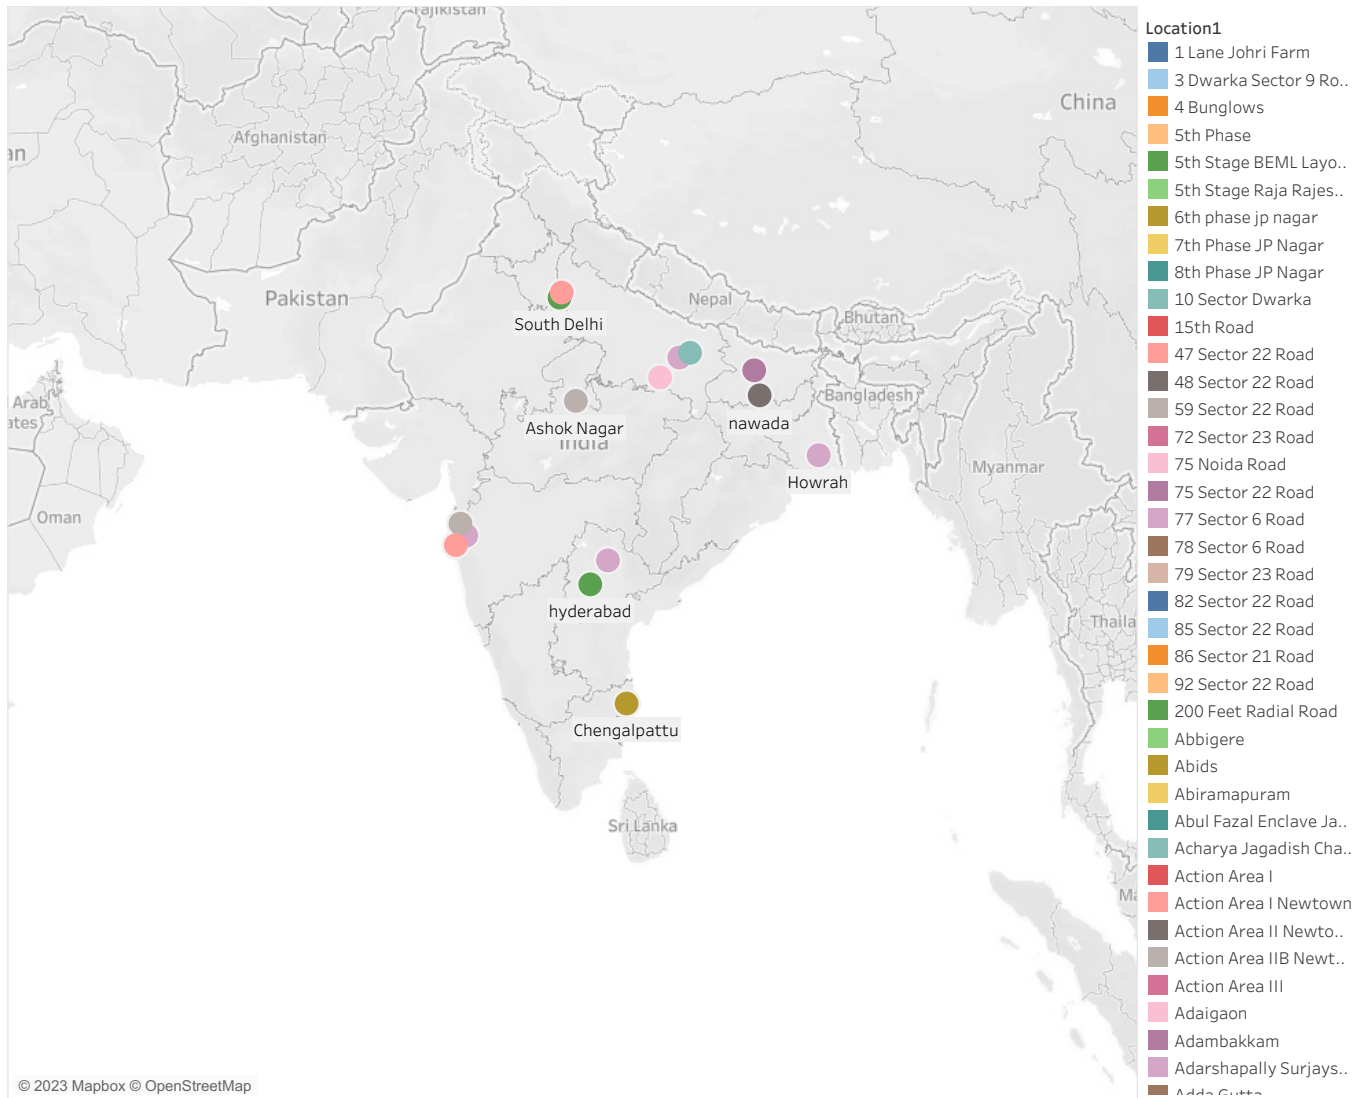 Tajikistan
China
Afghanistan
an
Pakistan
Nepal
Bhutan
South Delhi
Arab
ates
Bangladesh
Ashok Nagar
India
nawada
Myanmar
Howrah
Oman
hyderabad
Thaila
Chengalpattu
Sri Lanka
Ma
© 2023 Mapbox © OpenStreetMap
Location1
1 Lane Johri Farm
3 Dwarka Sector 9 Ro..
4 Bunglows
5th Phase
5th Stage BEML Layo..
5th Stage Raja Rajes..
6th phase jp nagar
7th Phase JP Nagar
8th Phase JP Nagar
10 Sector Dwarka
15th Road
47 Sector 22 Road
48 Sector 22 Road
59 Sector 22 Road
72 Sector 23 Road
75 Noida Road
75 Sector 22 Road
77 Sector 6 Road
78 Sector 6 Road
79 Sector 23 Road
82 Sector 22 Road
85 Sector 22 Road
86 Sector 21 Road
92 Sector 22 Road
200 Feet Radial Road
Abbigere
Abids
Abiramapuram
Abul Fazal Enclave Ja..
Acharya Jagadish Cha..
Action Area I
Action Area I Newtown
Action Area II Newto..
Action Area IIB Newt..
Action Area III
Adaigaon
Adambakkam
Adarshapally Surjays..
Adda Gutta